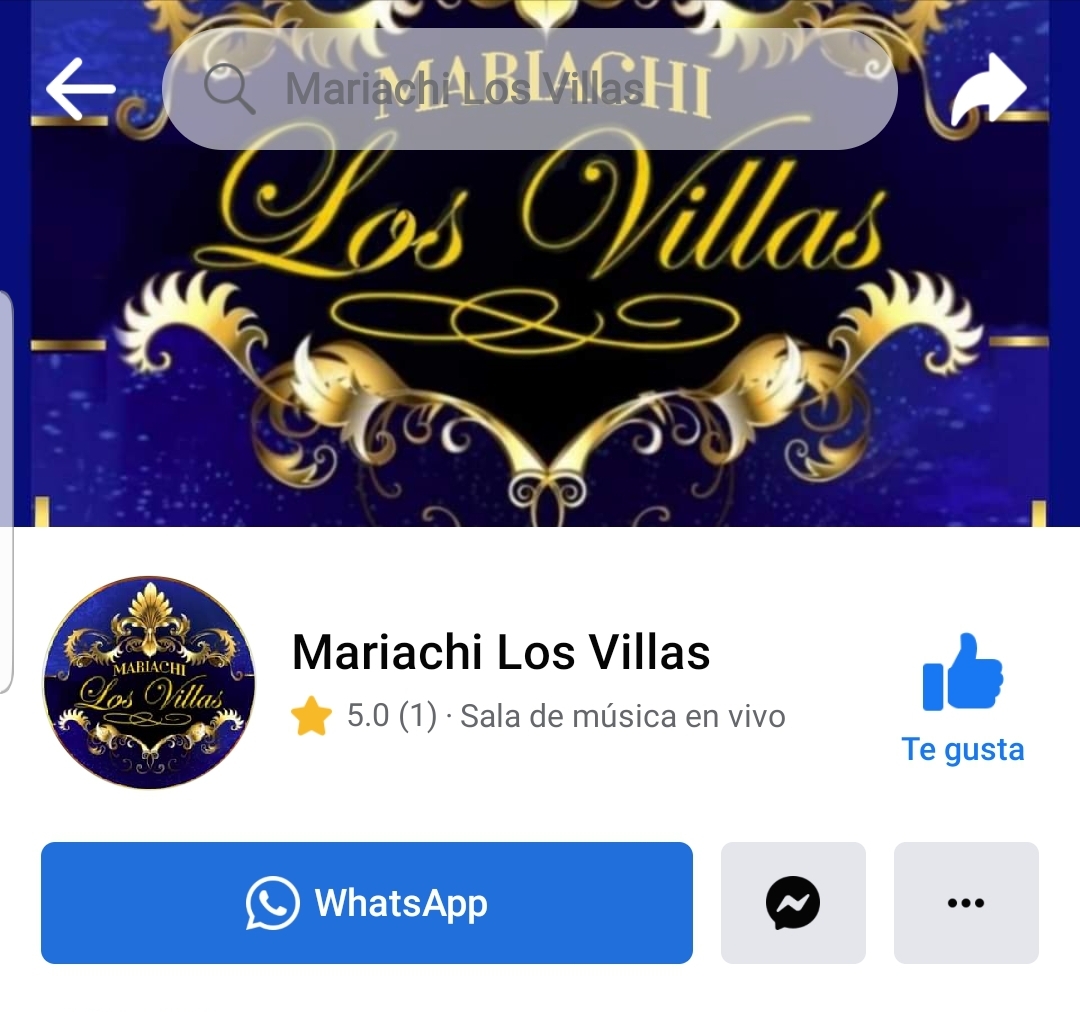 MARIACHI
Mariachi Los Villas
Los Villas
MARIACHI
Los Villas
Mariachi Los Villas
5.0 (1) · Sala de música en vivo
Te gusta
WhatsApp